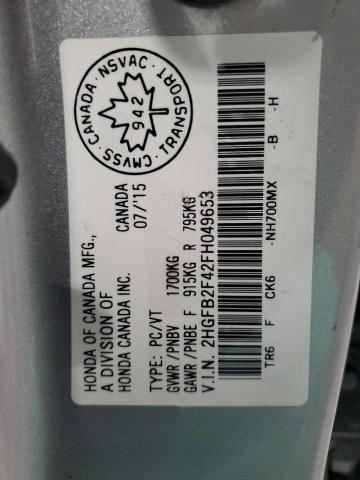 HONDA OF CANADA MFG.,
A DIVISION OF
HONDA CANADA INC.
CANADA
07/'15
CMVSS·CANADA·NSVAC·TRANSPORT
942
TYPE: PC/VT
GVWR/PNBV 1700KG
GAWR/PNBE F 915KG R 795KG
V.I.N. 2HGFB2F42FH049653
TR6 F CK6 -NH700MX -B -H